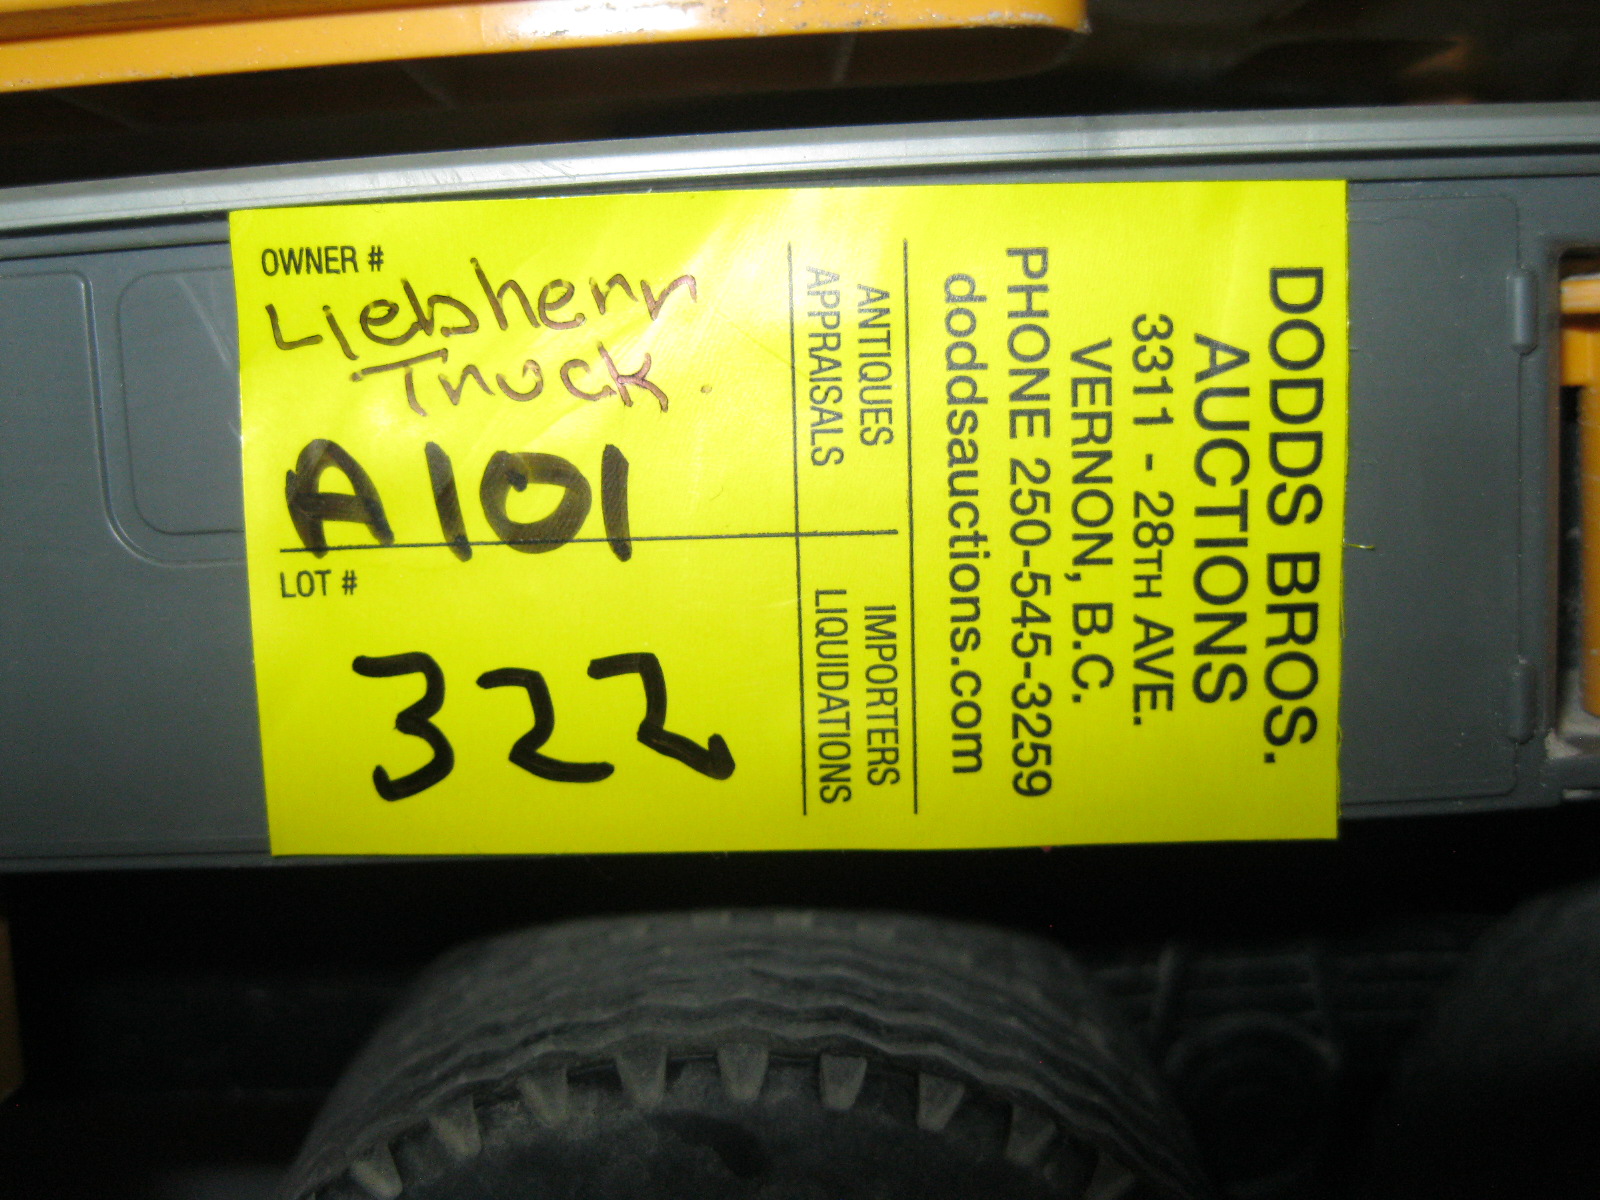 OWNER #
Liebherr
Truck
A101
LOT #
322
DODDS BROS.
AUCTIONS
3311 - 28TH AVE.
VERNON, B.C.
PHONE 250-545-3259
doddsauctions.com
ANTIQUES
APPRAISALS
IMPORTERS
LIQUIDATIONS